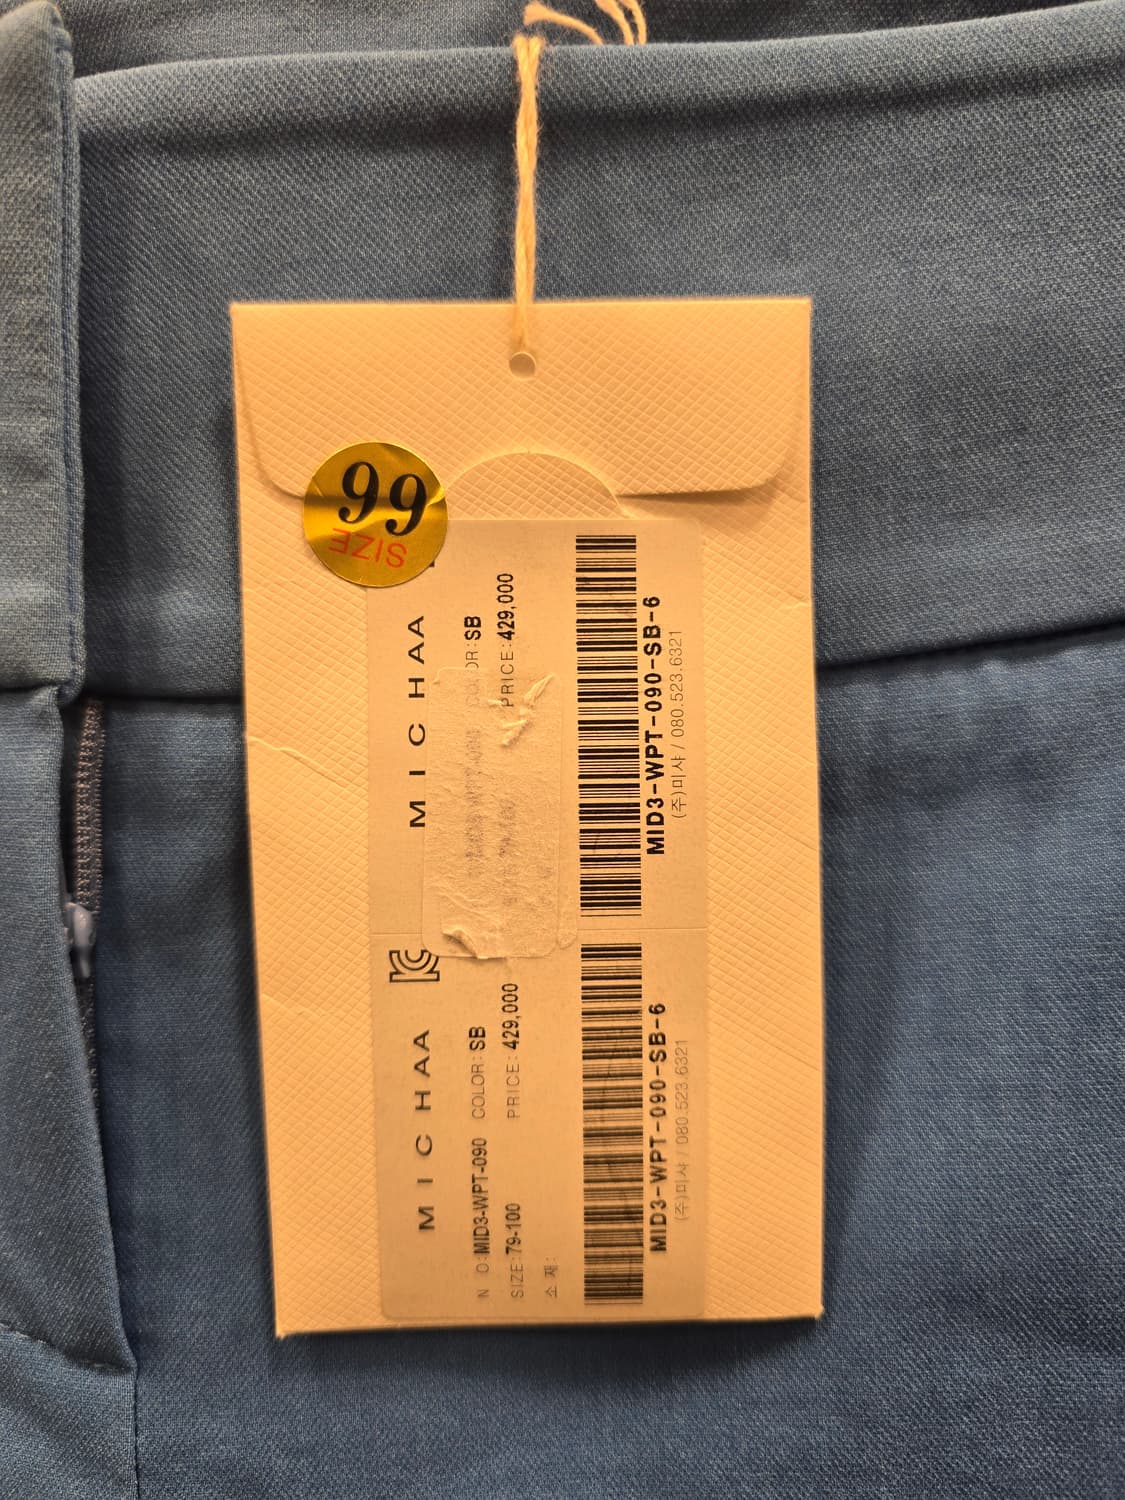 SIZE
66
MICHAA
N O:MID3-WPT-090 COLOR:SB
SIZE:79-100 PRICE:429,000
소 재:
MID3-WPT-090-SB-6
(주)미샤 / 080.523.6321
MICHAA
:SB
PRICE:429,000
MID3-WPT-090-SB-6
(주)미샤 / 080.523.6321